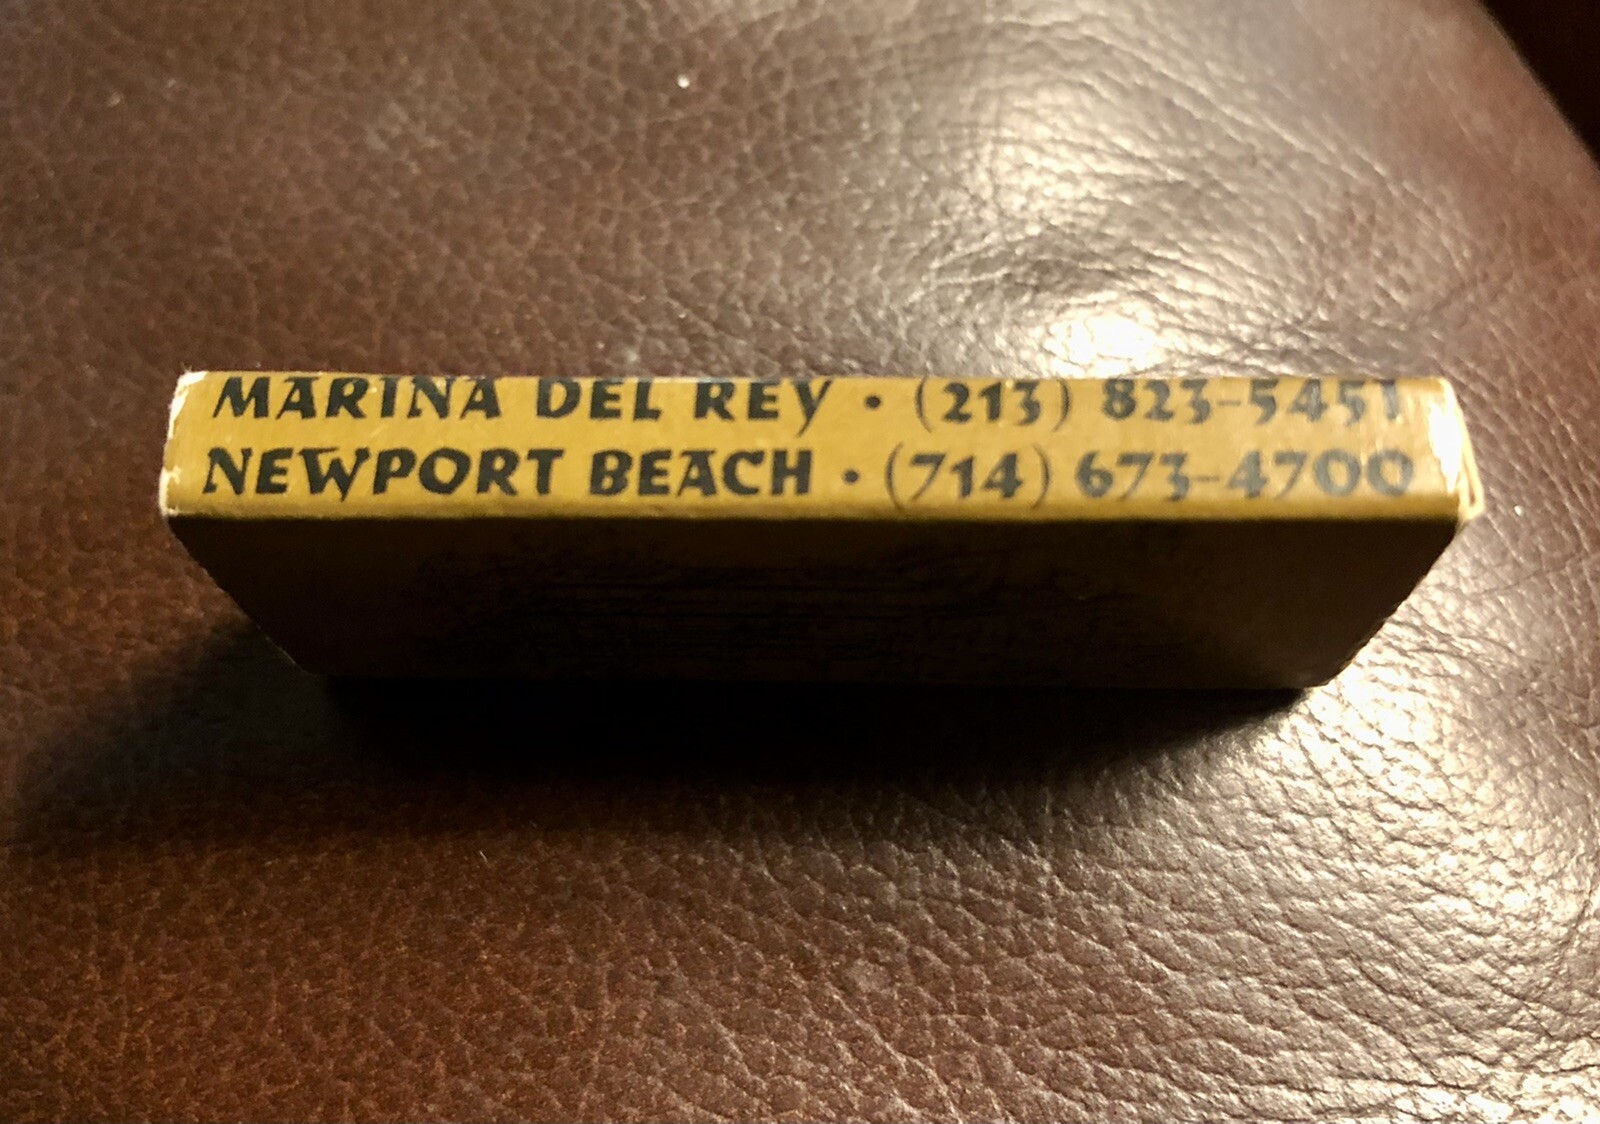 MARINA DEL REY • (213) 823-5451
NEWPORT BEACH • (714) 673-4700